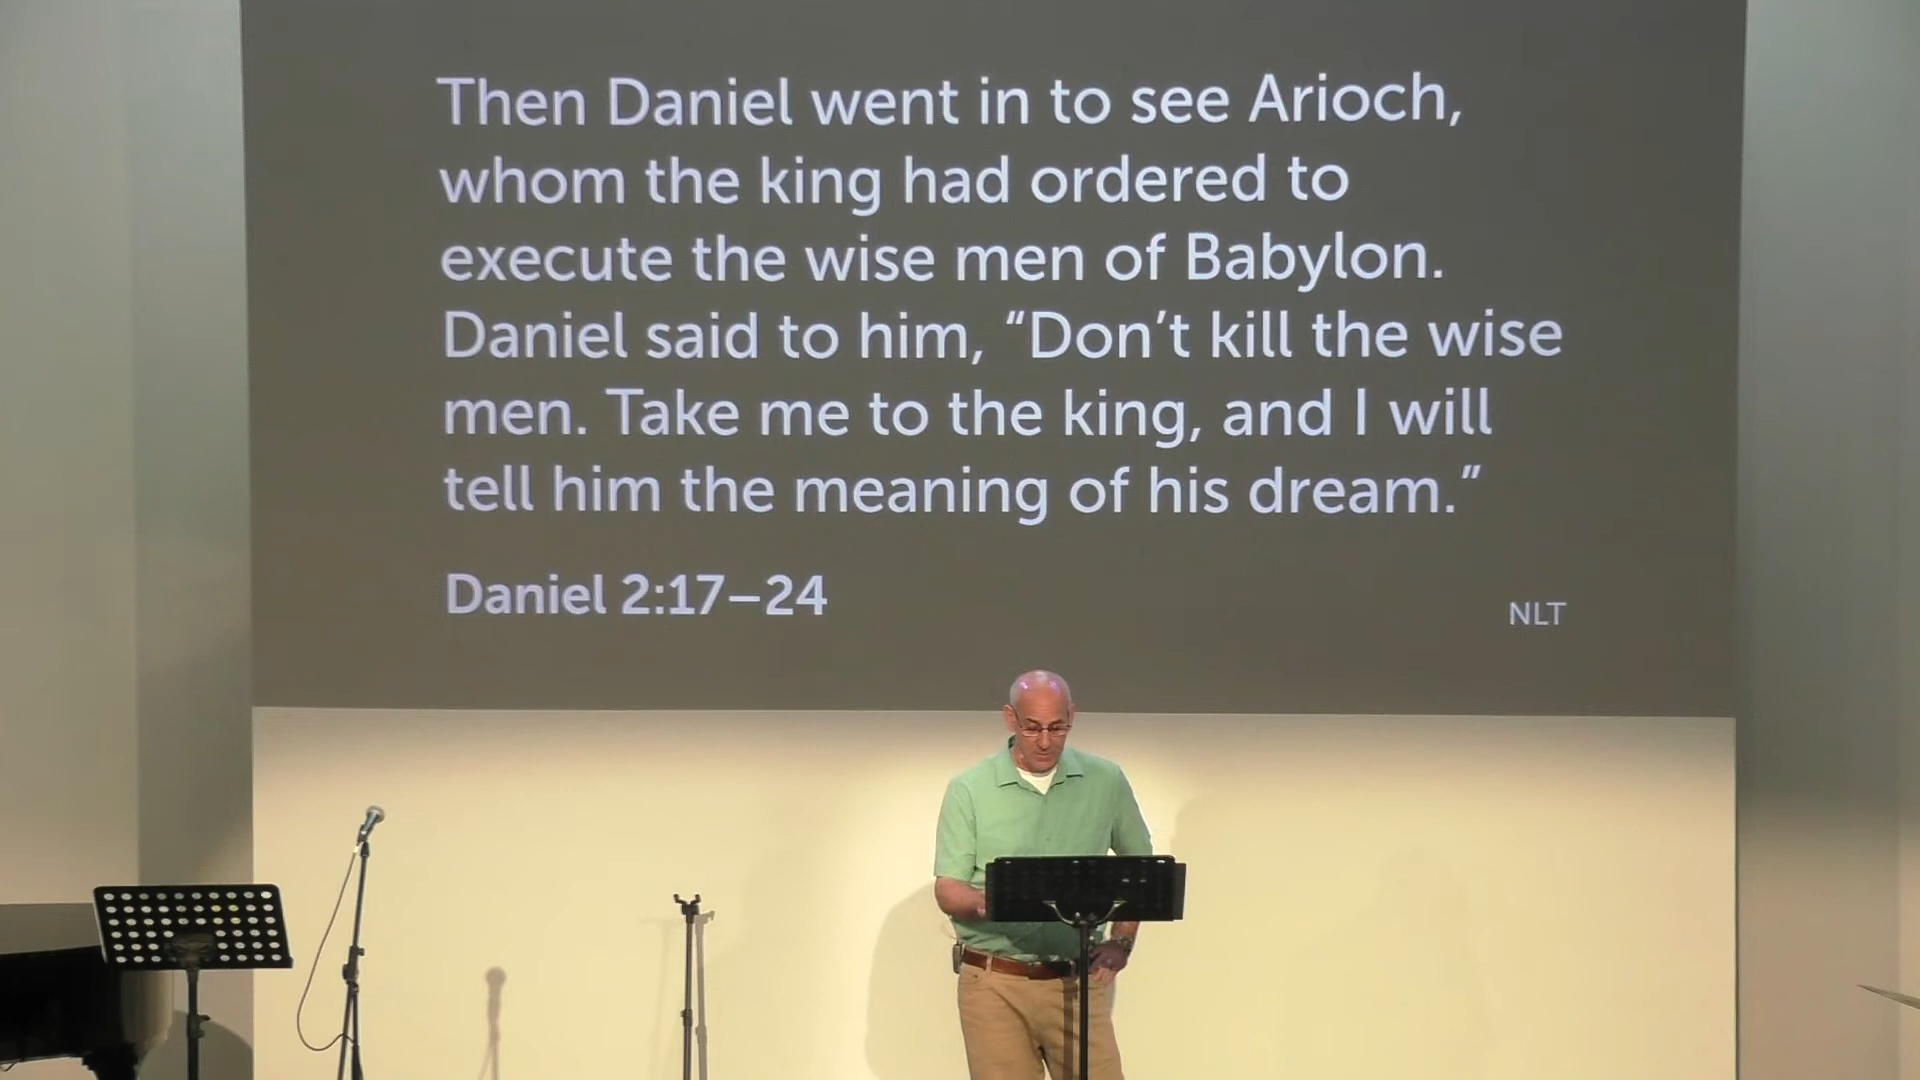 Then Daniel went in to see Arioch,
whom the king had ordered to
execute the wise men of Babylon.
Daniel said to him, “Don’t kill the wise
men. Take me to the king, and I will
tell him the meaning of his dream.”
Daniel 2:17–24
NLT